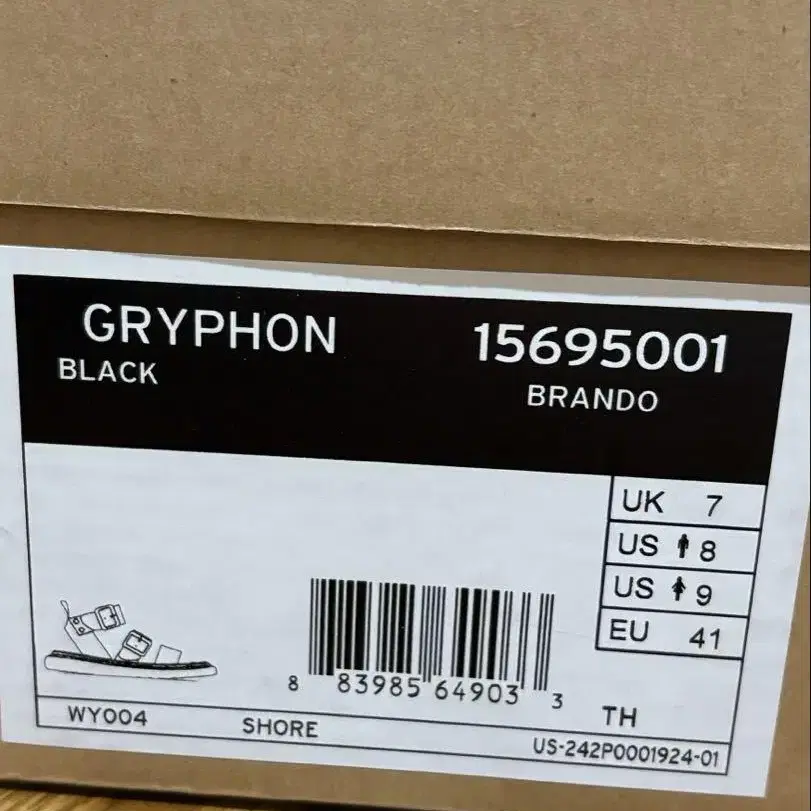 GRYPHON
BLACK
15695001
BRANDO
UK 7
US 8
US 9
EU 41
8 83985 64903 3
TH
WY004
SHORE
US-242P0001924-01